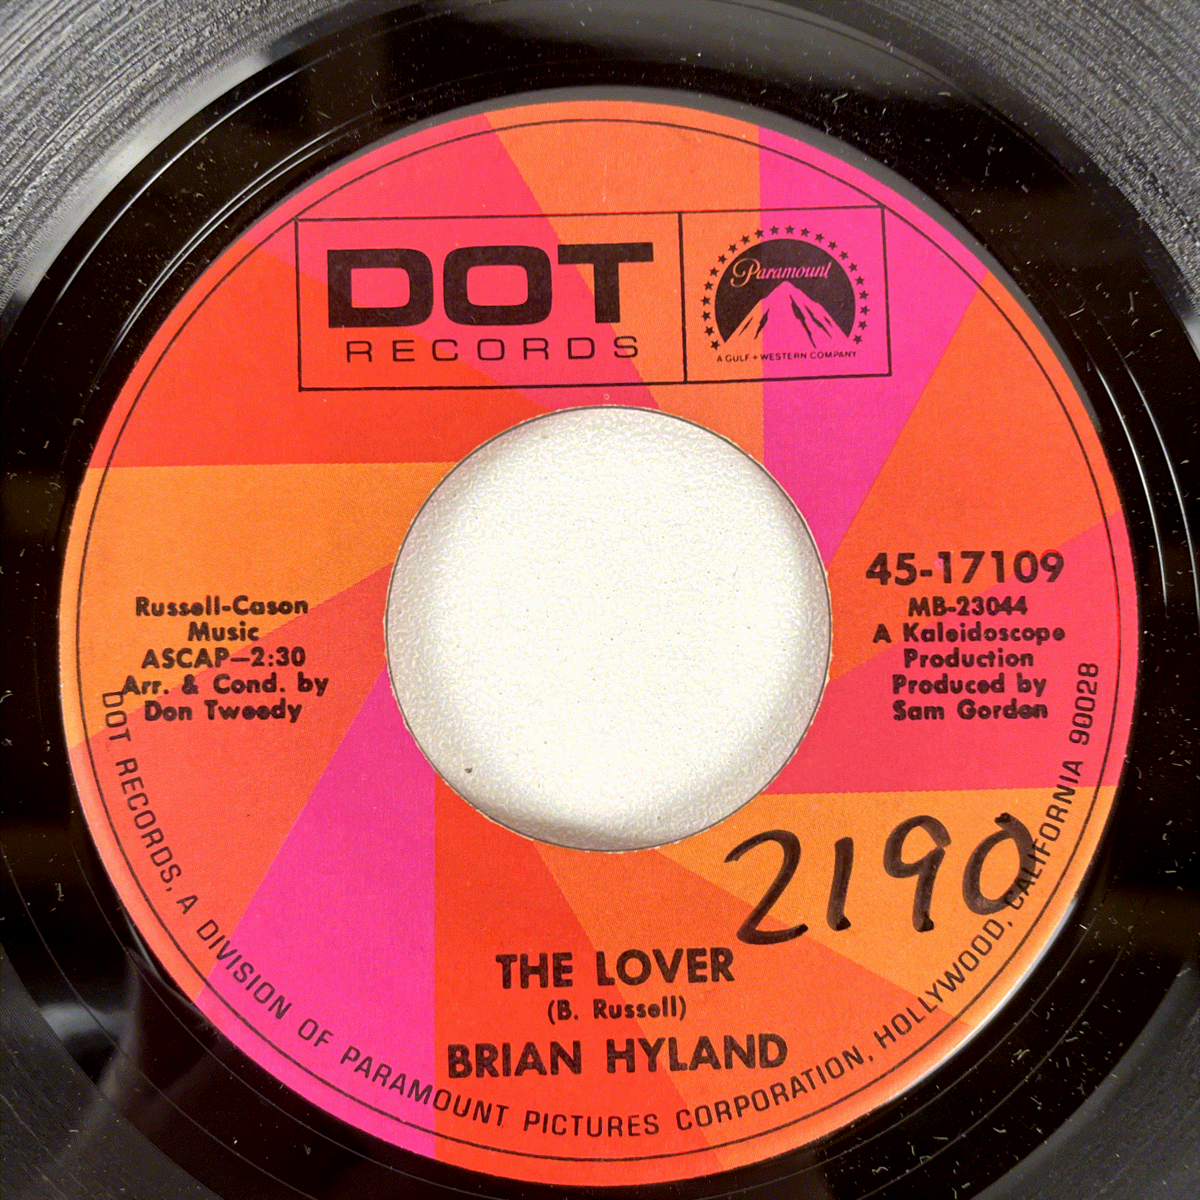 DOT
RECORDS
Paramount
A GULF + WESTERN COMPANY
45-17109
MB-23044
A Kaleidoscope
Production
Produced by
Sam Gorden
Russell-Cason
Music
ASCAP—2:30
Arr. & Cond. by
Don Tweedy
2190
THE LOVER
(B. Russell)
BRIAN HYLAND
DOT RECORDS, A DIVISION OF PARAMOUNT PICTURES CORPORATION, HOLLYWOOD, CALIFORNIA 90028